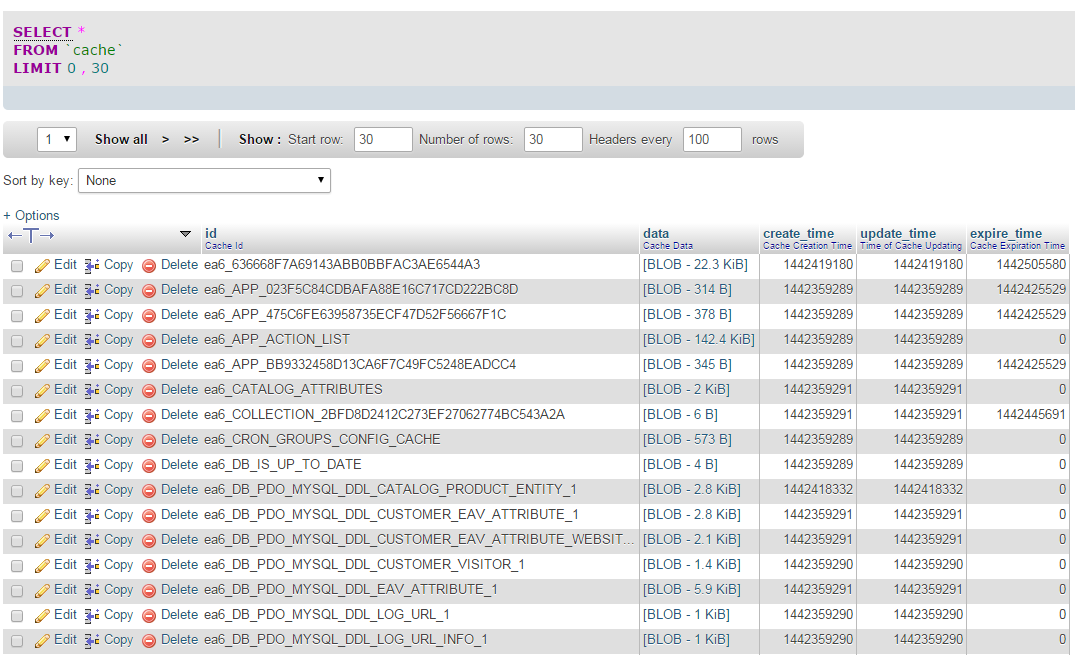 SELECT *
FROM `cache`
LIMIT 0 , 30
1 Show all > >> Show : Start row: 30 Number of rows: 30 Headers every 100 rows
Sort by key: None
+ Options
←T→ id data create_time update_time expire_time
Cache Id Cache Data Cache Creation Time Time of Cache Updating Cache Expiration Time
Edit Copy Delete ea6_636668F7A69143ABB0BBFAC3AE6544A3 [BLOB - 22.3 KiB] 1442419180 1442419180 1442505580
Edit Copy Delete ea6_APP_023F5C84CDBAFA88E16C717CD222BC8D [BLOB - 314 B] 1442359289 1442359289 1442425529
Edit Copy Delete ea6_APP_475C6FE63958735ECF47D52F56667F1C [BLOB - 378 B] 1442359289 1442359289 1442425529
Edit Copy Delete ea6_APP_ACTION_LIST [BLOB - 142.4 KiB] 1442359289 1442359289 0
Edit Copy Delete ea6_APP_BB9332458D13CA6F7C49FC5248EADCC4 [BLOB - 345 B] 1442359289 1442359289 1442425529
Edit Copy Delete ea6_CATALOG_ATTRIBUTES [BLOB - 2 KiB] 1442359291 1442359291 0
Edit Copy Delete ea6_COLLECTION_2BFD8D2412C273EF27062774BC543A2A [BLOB - 6 B] 1442359291 1442359291 1442445691
Edit Copy Delete ea6_CRON_GROUPS_CONFIG_CACHE [BLOB - 573 B] 1442359289 1442359289 0
Edit Copy Delete ea6_DB_IS_UP_TO_DATE [BLOB - 4 B] 1442359289 1442359289 0
Edit Copy Delete ea6_DB_PDO_MYSQL_DDL_CATALOG_PRODUCT_ENTITY_1 [BLOB - 2.8 KiB] 1442418332 1442418332 0
Edit Copy Delete ea6_DB_PDO_MYSQL_DDL_CUSTOMER_EAV_ATTRIBUTE_1 [BLOB - 2.8 KiB] 1442359291 1442359291 0
Edit Copy Delete ea6_DB_PDO_MYSQL_DDL_CUSTOMER_EAV_ATTRIBUTE_WEBSIT... [BLOB - 2.1 KiB] 1442359291 1442359291 0
Edit Copy Delete ea6_DB_PDO_MYSQL_DDL_CUSTOMER_VISITOR_1 [BLOB - 1.4 KiB] 1442359290 1442359290 0
Edit Copy Delete ea6_DB_PDO_MYSQL_DDL_EAV_ATTRIBUTE_1 [BLOB - 5.9 KiB] 1442359291 1442359291 0
Edit Copy Delete ea6_DB_PDO_MYSQL_DDL_LOG_URL_1 [BLOB - 1 KiB] 1442359290 1442359290 0
Edit Copy Delete ea6_DB_PDO_MYSQL_DDL_LOG_URL_INFO_1 [BLOB - 1 KiB] 1442359290 1442359290 0